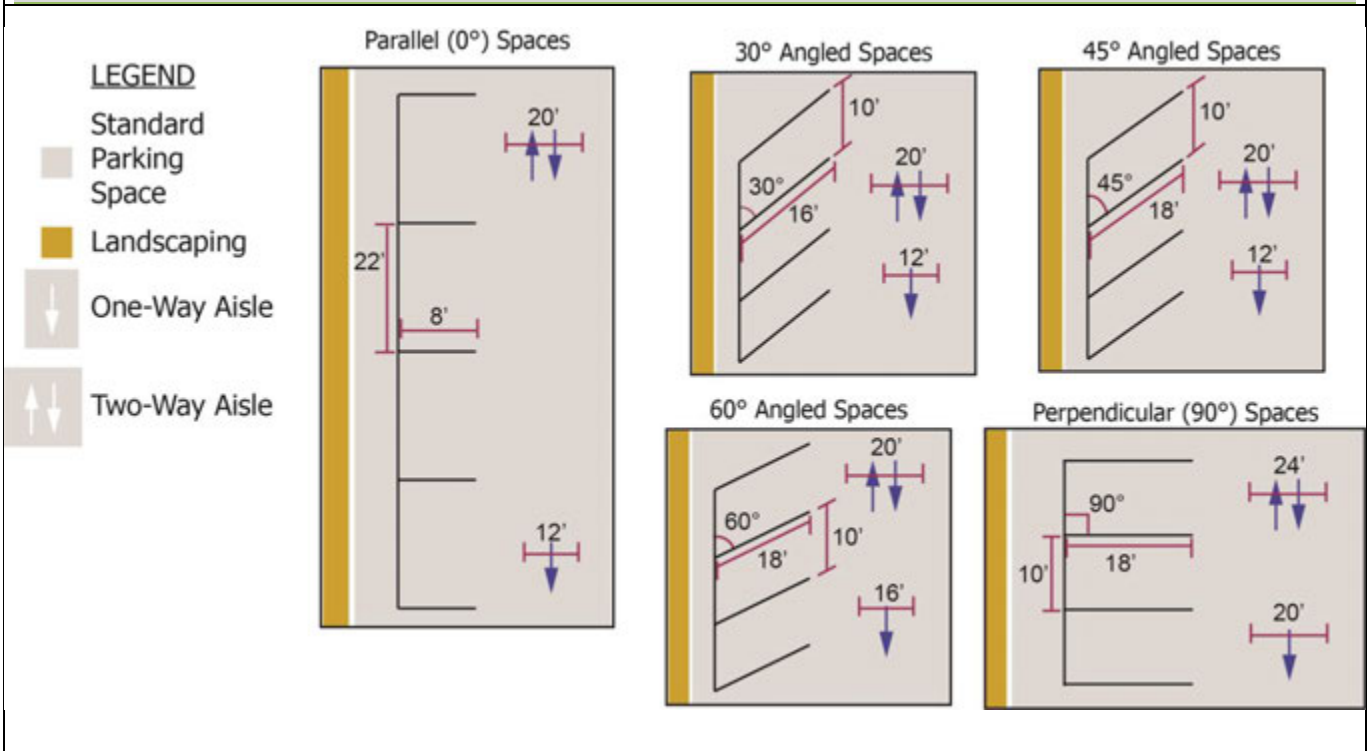 LEGEND
Standard
Parking
Space
Landscaping
One-Way Aisle
Two-Way Aisle
Parallel (0°) Spaces
20'
22'
8'
12'
30° Angled Spaces
10'
20'
30°
16'
12'
45° Angled Spaces
10'
20'
45°
18'
12'
60° Angled Spaces
20'
60°
10'
18'
16'
Perpendicular (90°) Spaces
24'
90°
18'
10'
20'